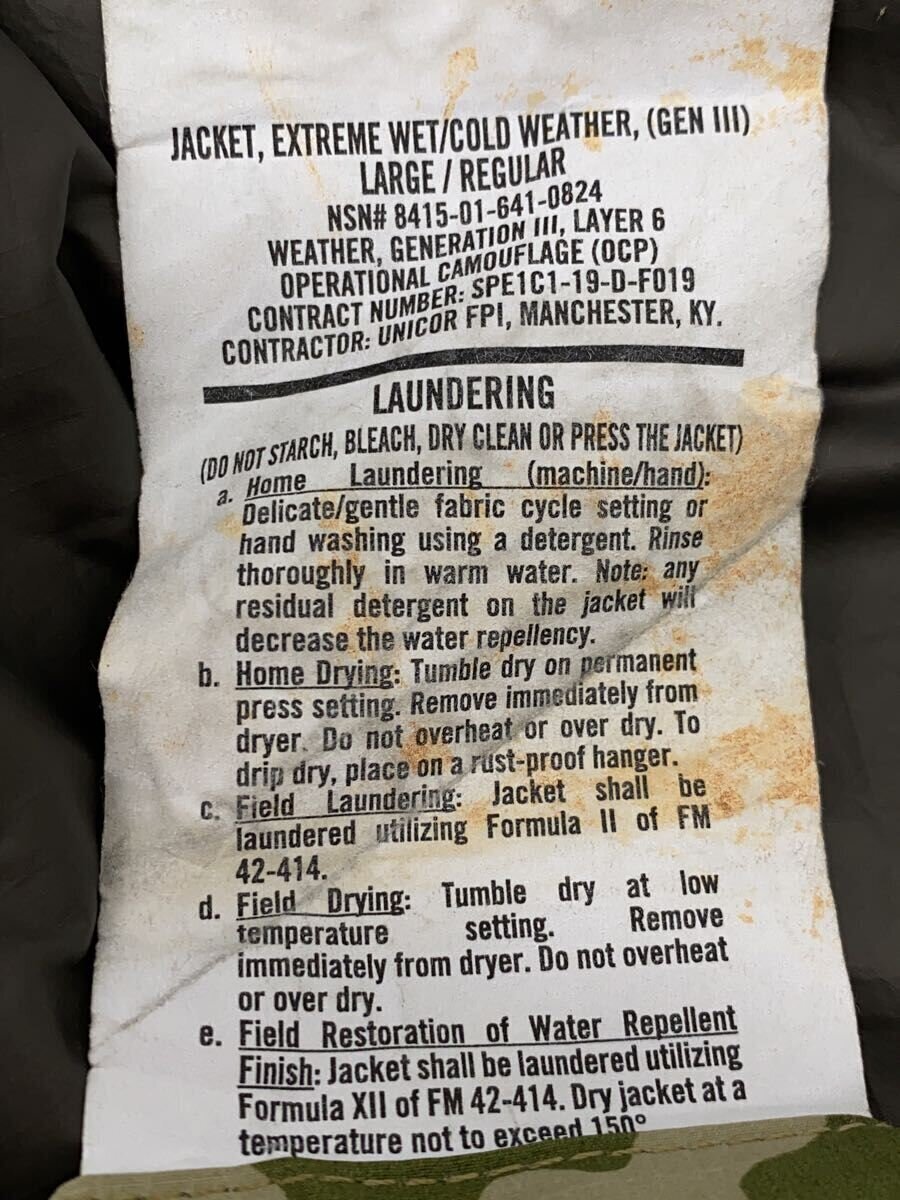 JACKET, EXTREME WET/COLD WEATHER, (GEN III)
LARGE / REGULAR
NSN# 8415-01-641-0824
WEATHER, GENERATION III, LAYER 6
OPERATIONAL CAMOUFLAGE (OCP)
CONTRACT NUMBER: SPE1C1-19-D-F019
CONTRACTOR: UNICOR FPI, MANCHESTER, KY.
LAUNDERING
(DO NOT STARCH, BLEACH, DRY CLEAN OR PRESS THE JACKET)
a. Home Laundering (machine/hand):
Delicate/gentle fabric cycle setting or
hand washing using a detergent. Rinse
thoroughly in warm water. Note: any
residual detergent on the jacket will
decrease the water repellency.
b. Home Drying: Tumble dry on permanent
press setting. Remove immediately from
dryer. Do not overheat or over dry. To
drip dry, place on a rust-proof hanger.
c. Field Laundering: Jacket shall be
laundered utilizing Formula II of FM
42-414.
d. Field Drying: Tumble dry at low
temperature setting. Remove
immediately from dryer. Do not overheat
or over dry.
e. Field Restoration of Water Repellent
Finish: Jacket shall be laundered utilizing
Formula XII of FM 42-414. Dry jacket at a
temperature not to exceed 150°